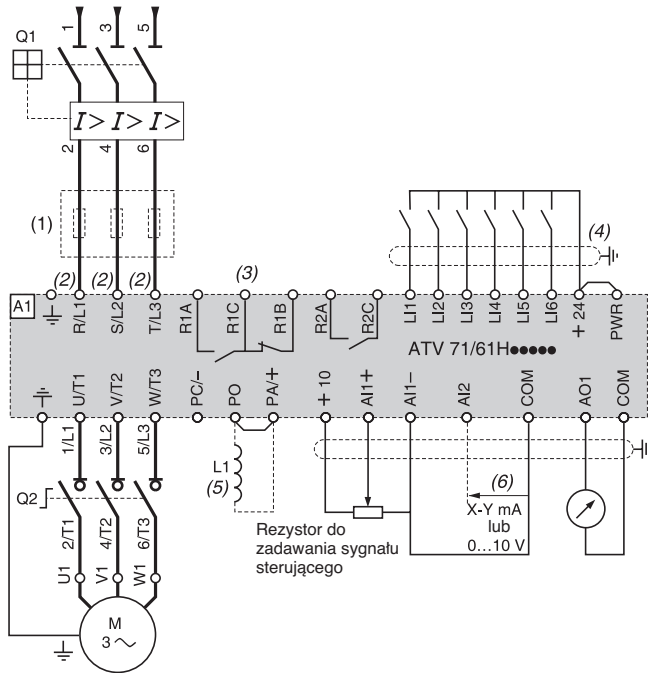 1 3 5
Q1
I> I> I>
2 4 6
(1)
(2) (2) (2) (3) (4)
A1
R/L1 S/L2 T/L3 R1A R1C R1B R2A R2C LI1 LI2 LI3 LI4 LI5 LI6 + 24 PWR
ATV 71/61H●●●●●
U/T1 V/T2 W/T3 PC/- PO PA/+ + 10 AI1+ AI1- AI2 COM AO1 COM
1/L1 3/L2 5/L3
L1
(5)
(6)
Q2
X-Y mA
lub
0...10 V
2/T1 4/T2 6/T3
Rezystor do
zadawania sygnału
sterującego
U1 V1 W1
M
3 ~